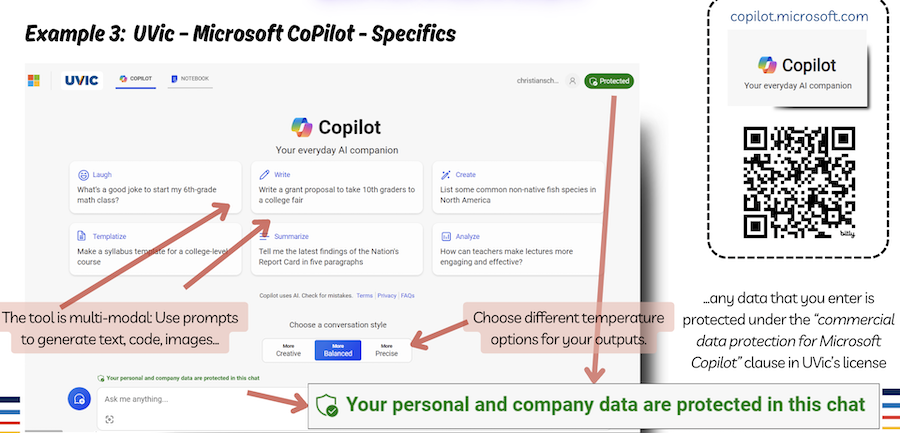 Example 3: UVic – Microsoft CoPilot - Specifics
copilot.microsoft.com
Copilot
Your everyday AI companion
bitly
UVIC
COPILOT
NOTEBOOK
christiansch...
Protected
Copilot
Your everyday AI companion
Laugh
What's a good joke to start my 6th-grade
math class?
Write
Write a grant proposal to take 10th graders to
a college fair
Create
List some common non-native fish species in
North America
Templatize
Make a syllabus template for a college-level
course
Summarize
Tell me the latest findings of the Nation's
Report Card in five paragraphs
Analyze
How can teachers make lectures more
engaging and effective?
Copilot uses AI. Check for mistakes. Terms | Privacy | FAQs
The tool is multi-modal: Use prompts
to generate text, code, images...
Choose a conversation style
More
Creative
More
Balanced
More
Precise
Choose different temperature
options for your outputs.
...any data that you enter is
protected under the “commercial
data protection for Microsoft
Copilot” clause in UVic's license
Your personal and company data are protected in this chat
Ask me anything...
Your personal and company data are protected in this chat